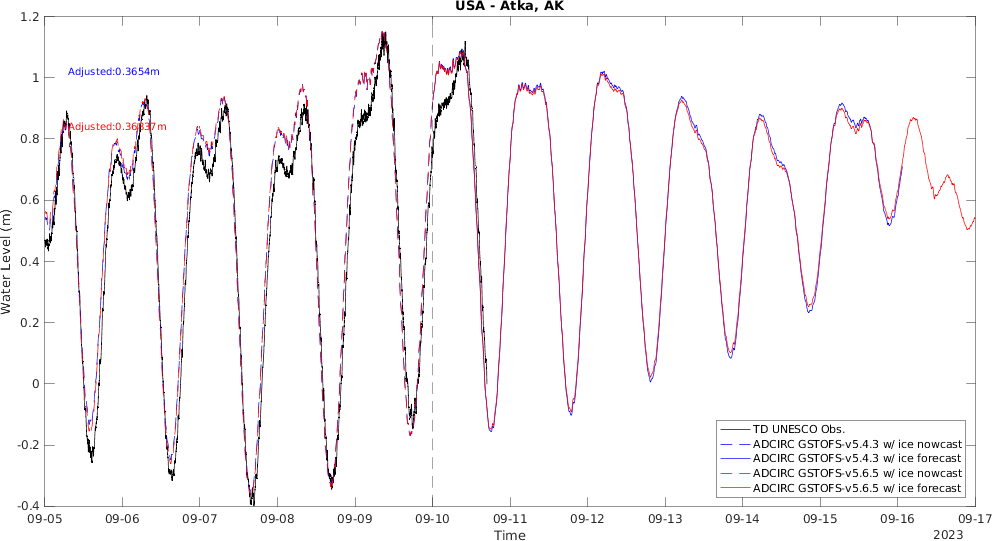 USA - Atka, AK
Adjusted:0.3654m
Water Level (m)
1.2
1
0.8
0.6
0.4
0.2
0
-0.2
-0.4
TD UNESCO Obs.
ADCIRC GSTOFS-v5.4.3 w/ ice nowcast
ADCIRC GSTOFS-v5.4.3 w/ ice forecast
ADCIRC GSTOFS-v5.6.5 w/ ice nowcast
ADCIRC GSTOFS-v5.6.5 w/ ice forecast
09-05 09-06 09-07 09-08 09-09 09-10 09-11 09-12 09-13 09-14 09-15 09-16 09-17
Time
2023